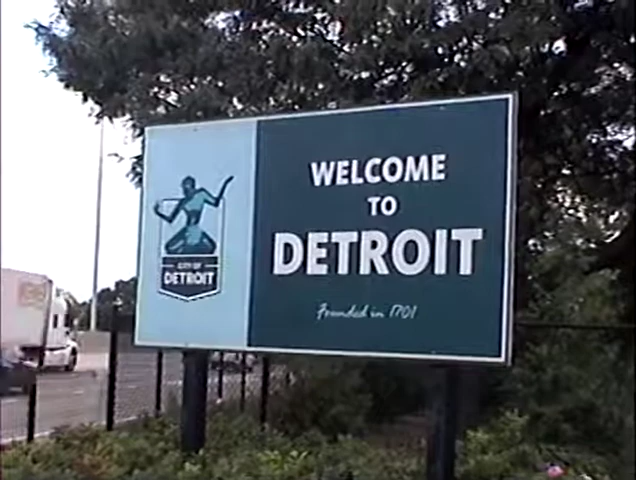 CITY OF
DETROIT
WELCOME
TO
DETROIT
Founded in 1701